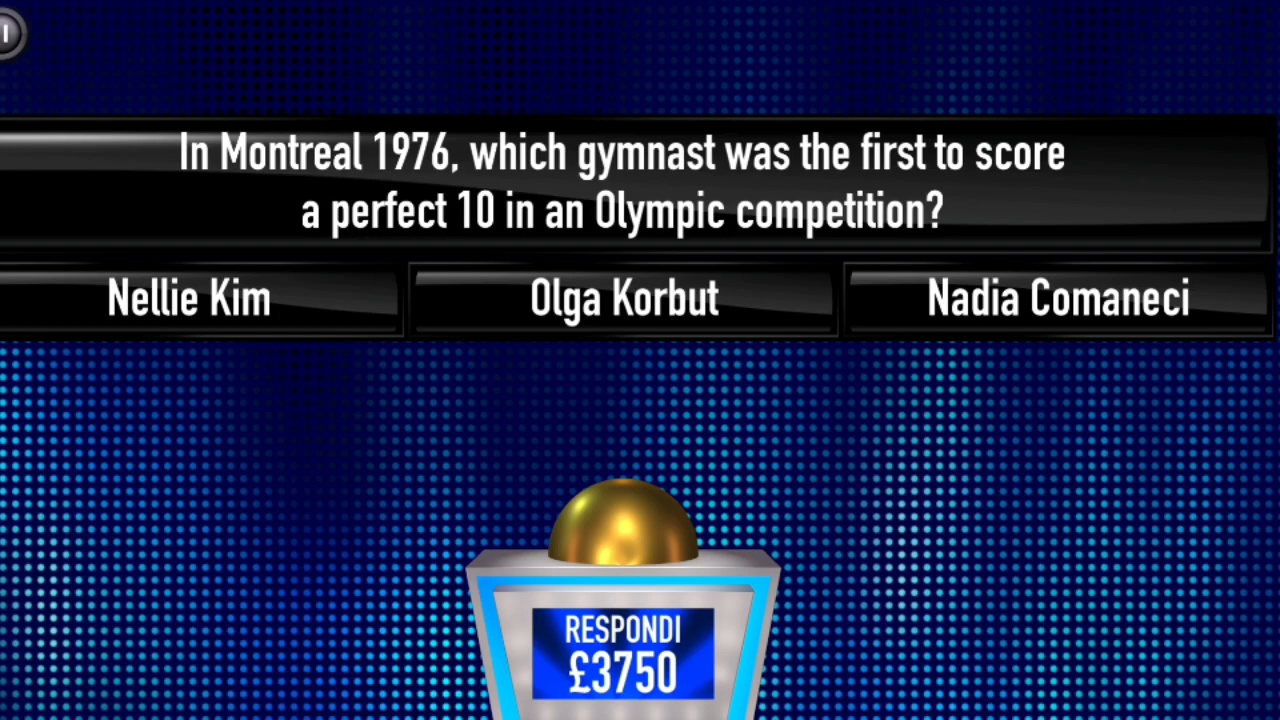 In Montreal 1976, which gymnast was the first to score
a perfect 10 in an Olympic competition?
Nellie Kim
Olga Korbut
Nadia Comaneci
RESPONDI
£3750